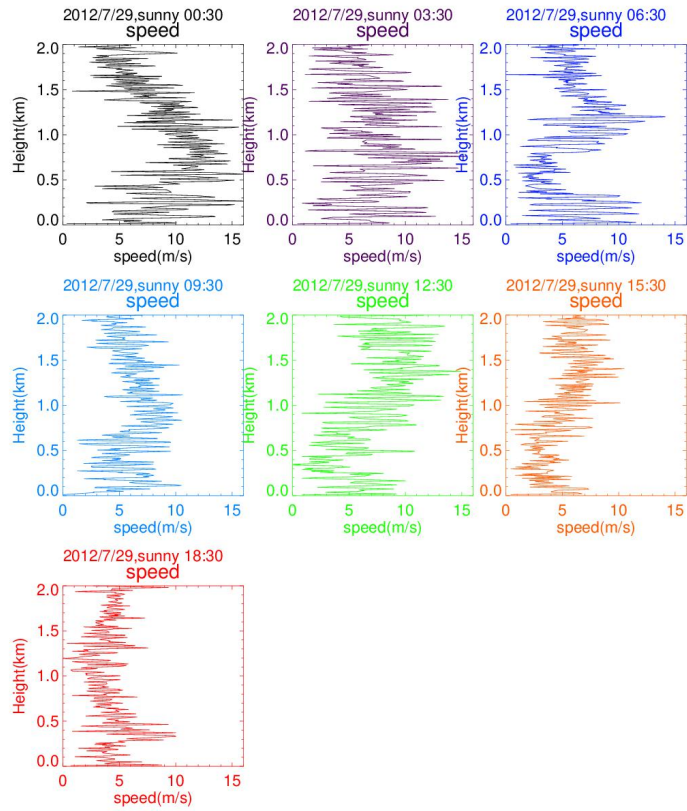 2012/7/29,sunny 00:30
speed
2.0
1.5
1.0
0.5
0.0
Height(km)
0 5 10 15
speed(m/s)
2012/7/29,sunny 03:30
speed
2.0
1.5
1.0
0.5
0.0
Height(km)
0 5 10 15
speed(m/s)
2012/7/29,sunny 06:30
speed
2.0
1.5
1.0
0.5
0.0
Height(km)
0 5 10 15
speed(m/s)
2012/7/29,sunny 09:30
speed
2.0
1.5
1.0
0.5
0.0
Height(km)
0 5 10 15
speed(m/s)
2012/7/29,sunny 12:30
speed
2.0
1.5
1.0
0.5
0.0
Height(km)
0 5 10 15
speed(m/s)
2012/7/29,sunny 15:30
speed
2.0
1.5
1.0
0.5
0.0
Height(km)
0 5 10 15
speed(m/s)
2012/7/29,sunny 18:30
speed
2.0
1.5
1.0
0.5
0.0
Height(km)
0 5 10 15
speed(m/s)